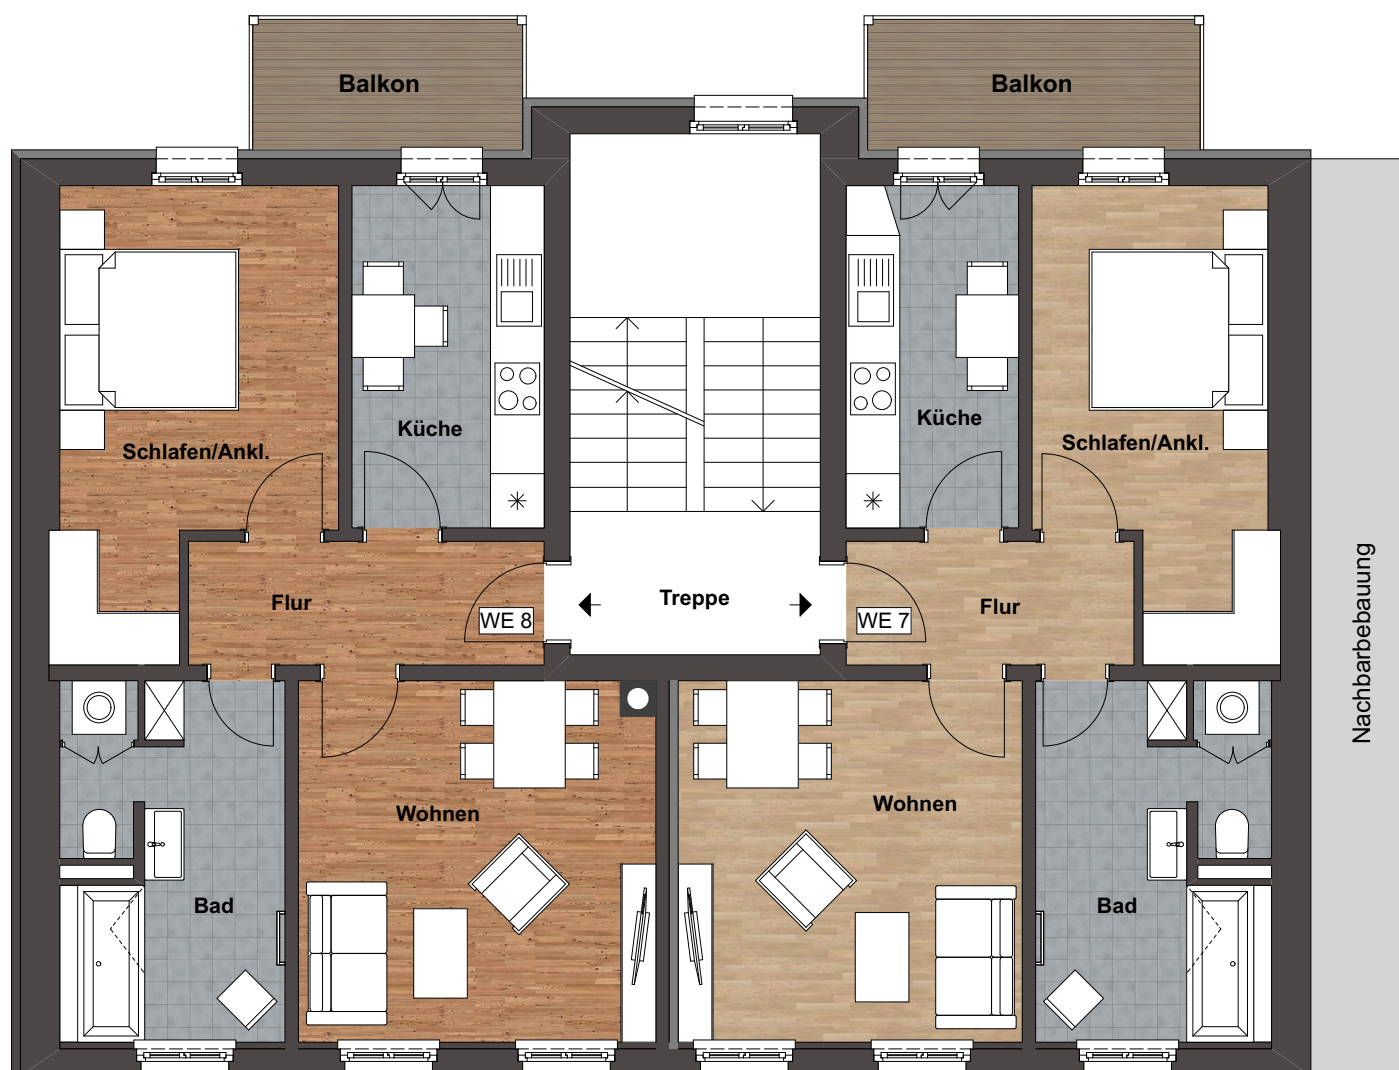 Balkon
Balkon
Küche
Küche
Schlafen/Ankl.
Schlafen/Ankl.
Flur
Treppe
Flur
WE 8
WE 7
Nachbarbebauung
Wohnen
Wohnen
Bad
Bad